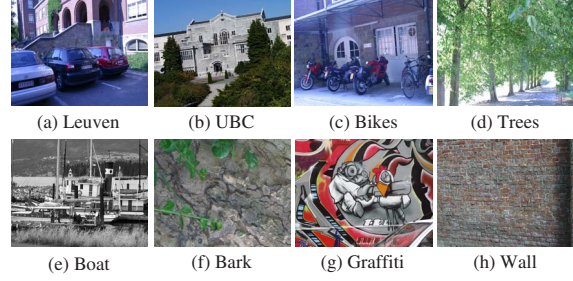 (a) Leuven
(b) UBC
(c) Bikes
(d) Trees
(e) Boat
(f) Bark
(g) Graffiti
(h) Wall